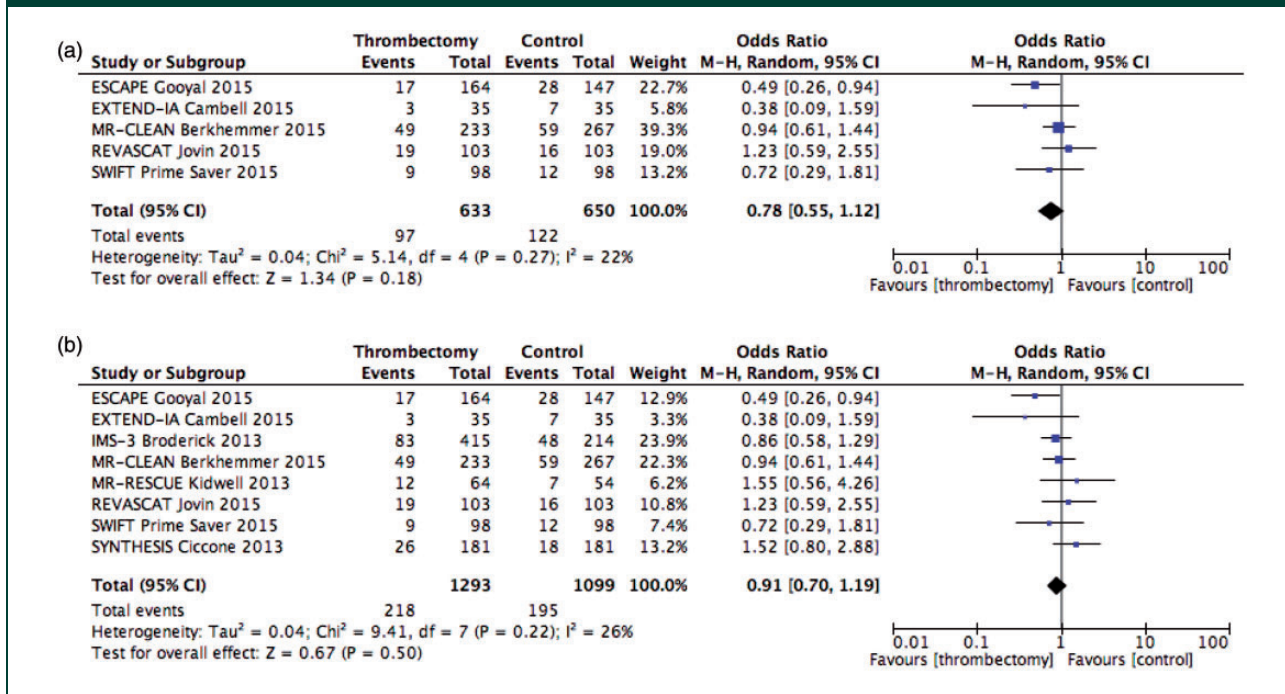 (a)
Thrombectomy Control Odds Ratio Odds Ratio
Study or Subgroup Events Total Events Total Weight M-H, Random, 95% CI M-H, Random, 95% CI
ESCAPE Gooyal 2015 17 164 28 147 22.7% 0.49 [0.26, 0.94]
EXTEND-IA Cambell 2015 3 35 7 35 5.8% 0.38 [0.09, 1.59]
MR-CLEAN Berkhemmer 2015 49 233 59 267 39.3% 0.94 [0.61, 1.44]
REVASCAT Jovin 2015 19 103 16 103 19.0% 1.23 [0.59, 2.55]
SWIFT Prime Saver 2015 9 98 12 98 13.2% 0.72 [0.29, 1.81]
Total (95% CI) 633 650 100.0% 0.78 [0.55, 1.12]
Total events 97 122
Heterogeneity: Tau² = 0.04; Chi² = 5.14, df = 4 (P = 0.27); I² = 22%
Test for overall effect: Z = 1.34 (P = 0.18)
0.01 0.1 1 10 100
Favours [thrombectomy] Favours [control]
(b)
Thrombectomy Control Odds Ratio Odds Ratio
Study or Subgroup Events Total Events Total Weight M-H, Random, 95% CI M-H, Random, 95% CI
ESCAPE Gooyal 2015 17 164 28 147 12.9% 0.49 [0.26, 0.94]
EXTEND-IA Cambell 2015 3 35 7 35 3.3% 0.38 [0.09, 1.59]
IMS-3 Broderick 2013 83 415 48 214 23.9% 0.86 [0.58, 1.29]
MR-CLEAN Berkhemmer 2015 49 233 59 267 22.3% 0.94 [0.61, 1.44]
MR-RESCUE Kidwell 2013 12 64 7 54 6.2% 1.55 [0.56, 4.26]
REVASCAT Jovin 2015 19 103 16 103 10.8% 1.23 [0.59, 2.55]
SWIFT Prime Saver 2015 9 98 12 98 7.4% 0.72 [0.29, 1.81]
SYNTHESIS Ciccone 2013 26 181 18 181 13.2% 1.52 [0.80, 2.88]
Total (95% CI) 1293 1099 100.0% 0.91 [0.70, 1.19]
Total events 218 195
Heterogeneity: Tau² = 0.04; Chi² = 9.41, df = 7 (P = 0.22); I² = 26%
Test for overall effect: Z = 0.67 (P = 0.50)
0.01 0.1 1 10 100
Favours [thrombectomy] Favours [control]